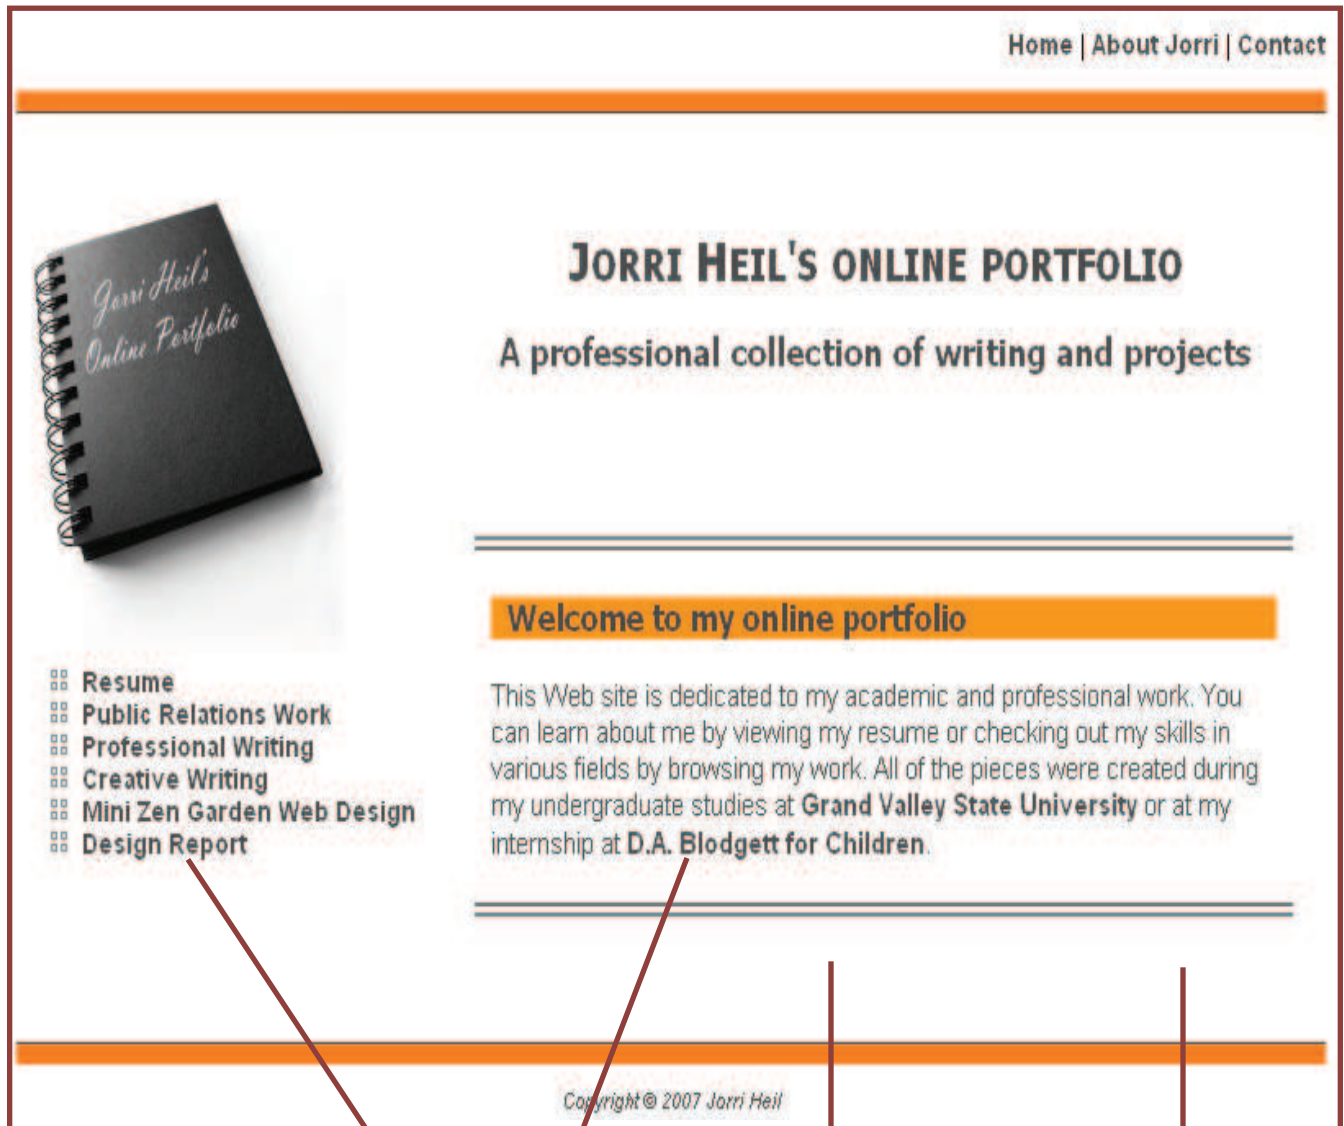 Home | About Jorri | Contact
Jorri Heil's
Online Portfolio
JORRI HEIL'S ONLINE PORTFOLIO
A professional collection of writing and projects
Welcome to my online portfolio
This Web site is dedicated to my academic and professional work. You
can learn about me by viewing my resume or checking out my skills in
various fields by browsing my work. All of the pieces were created during
my undergraduate studies at Grand Valley State University or at my
internship at D.A. Blodgett for Children.
Resume
Public Relations Work
Professional Writing
Creative Writing
Mini Zen Garden Web Design
Design Report
Copyright © 2007 Jorri Heil